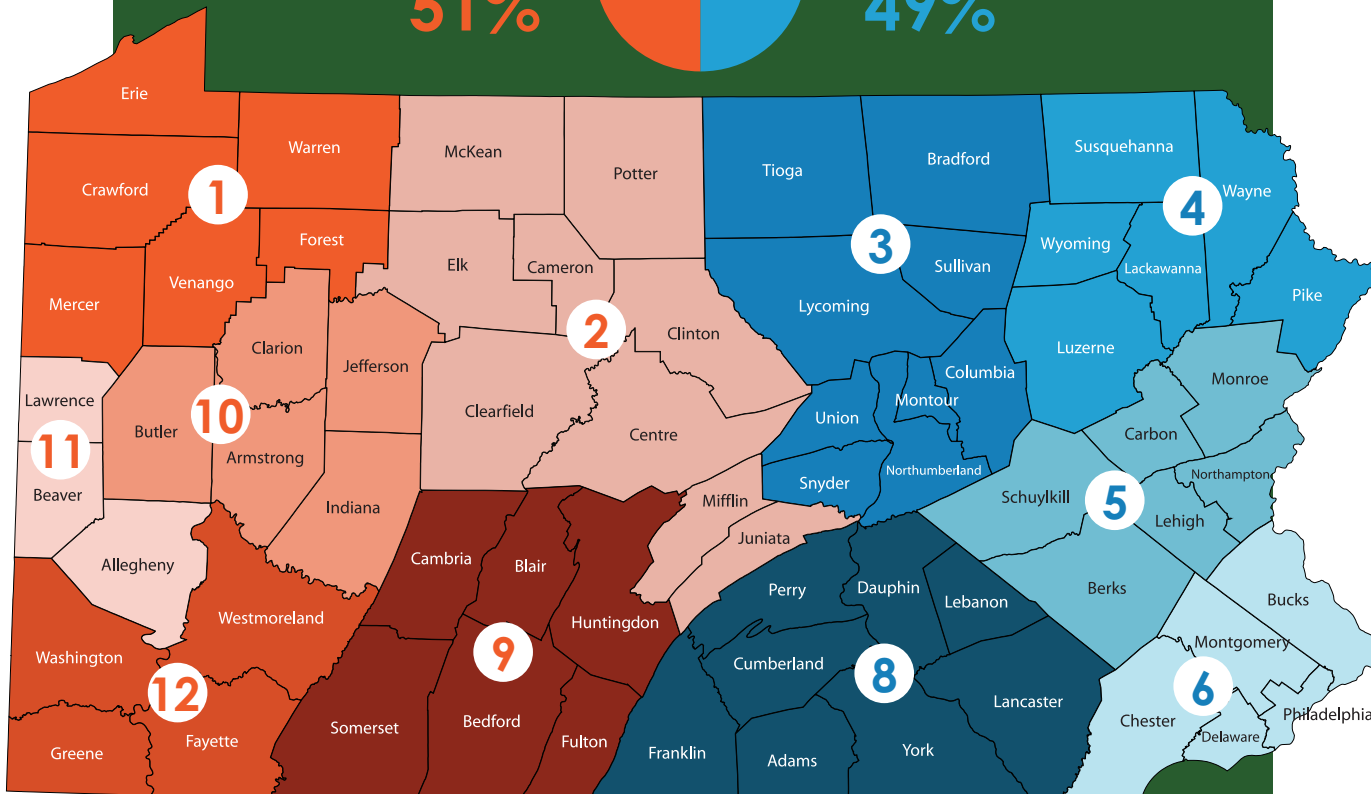 51%
49%
Erie
Warren
McKean
Potter
Tioga
Bradford
Susquehanna
Wayne
Crawford
1
Forest
Elk
Cameron
3
Sullivan
Wyoming
4
Lackawanna
Pike
Mercer
Venango
Clarion
Jefferson
2
Clinton
Lycoming
Columbia
Luzerne
Monroe
Lawrence
Butler
10
Clearfield
Centre
Union
Montour
Carbon
11
Beaver
Armstrong
Indiana
Mifflin
Juniata
Snyder
Northumberland
Schuylkill
5
Northampton
Lehigh
Allegheny
Cambria
Blair
Perry
Dauphin
Lebanon
Berks
Bucks
Westmoreland
Huntingdon
Montgomery
Washington
12
9
Cumberland
8
6
Lancaster
Chester
Philadelphia
Delaware
Greene
Fayette
Somerset
Bedford
Fulton
Franklin
Adams
York